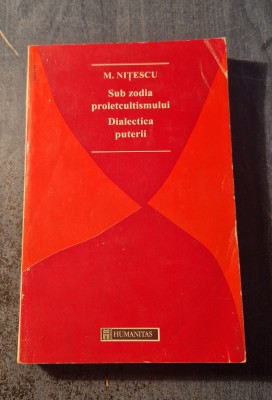 M. NIȚESCU
Sub zodia
proletcultismului
Dialectica
puterii
HUMANITAS